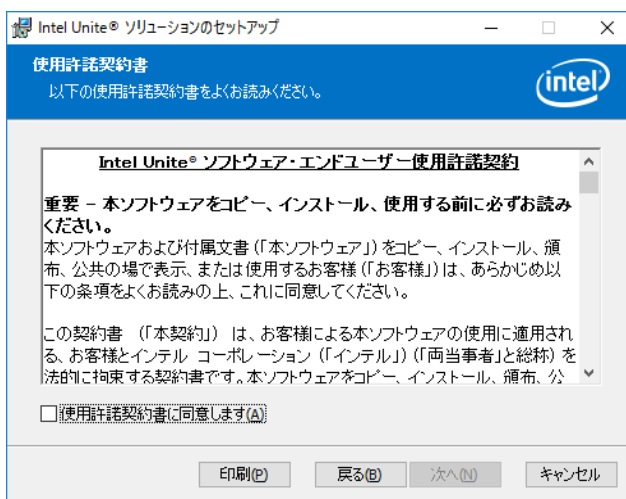 Intel Unite® ソリューションのセットアップ
使用許諾契約書
以下の使用許諾契約書をよくお読みください。
intel
Intel Unite® ソフトウェア・エンドユーザー使用許諾契約
重要 – 本ソフトウェアをコピー、インストール、使用する前に必ずお読み
ください。
本ソフトウェアおよび付属文書 (「本ソフトウェア」) をコピー、インストール、頒
布、公共の場で表示、または使用するお客様 (「お客様」) は、あらかじめ以
下の条項をよくお読みの上、これに同意してください。
この契約書 (「本契約」) は、お客様による本ソフトウェアの使用に適用され
る、お客様とインテル コーポレーション (「インテル」) (「両当事者」と総称) を
法的に拘束する契約書です。本ソフトウェアをコピー、インストール、頒布、公
使用許諾契約書に同意します(A)
印刷(P) 戻る(B) 次へ(N) キャンセル